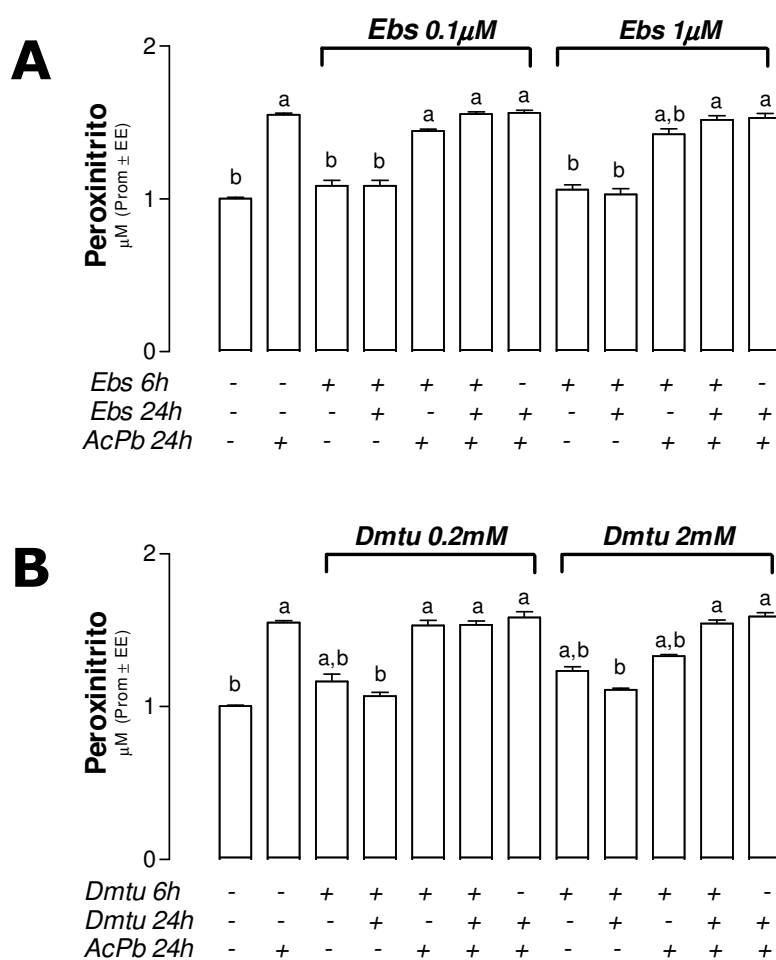 A
Ebs 0.1µM Ebs 1µM
2
a a a a a,b a a
b b b b b
1
0
Peroxinitrito
µM (Prom ± EE)
Ebs 6h - - + + + + - + + + + -
Ebs 24h - - - + - + + - + - + +
AcPb 24h - + - - + + + - - + + +
B
Dmtu 0.2mM Dmtu 2mM
2
a a a a a a
b a,b b a,b b a,b
1
0
Peroxinitrito
µM (Prom ± EE)
Dmtu 6h - - + + + + - + + + + -
Dmtu 24h - - - + - + + - + - + +
AcPb 24h - + - - + + + - - + + +